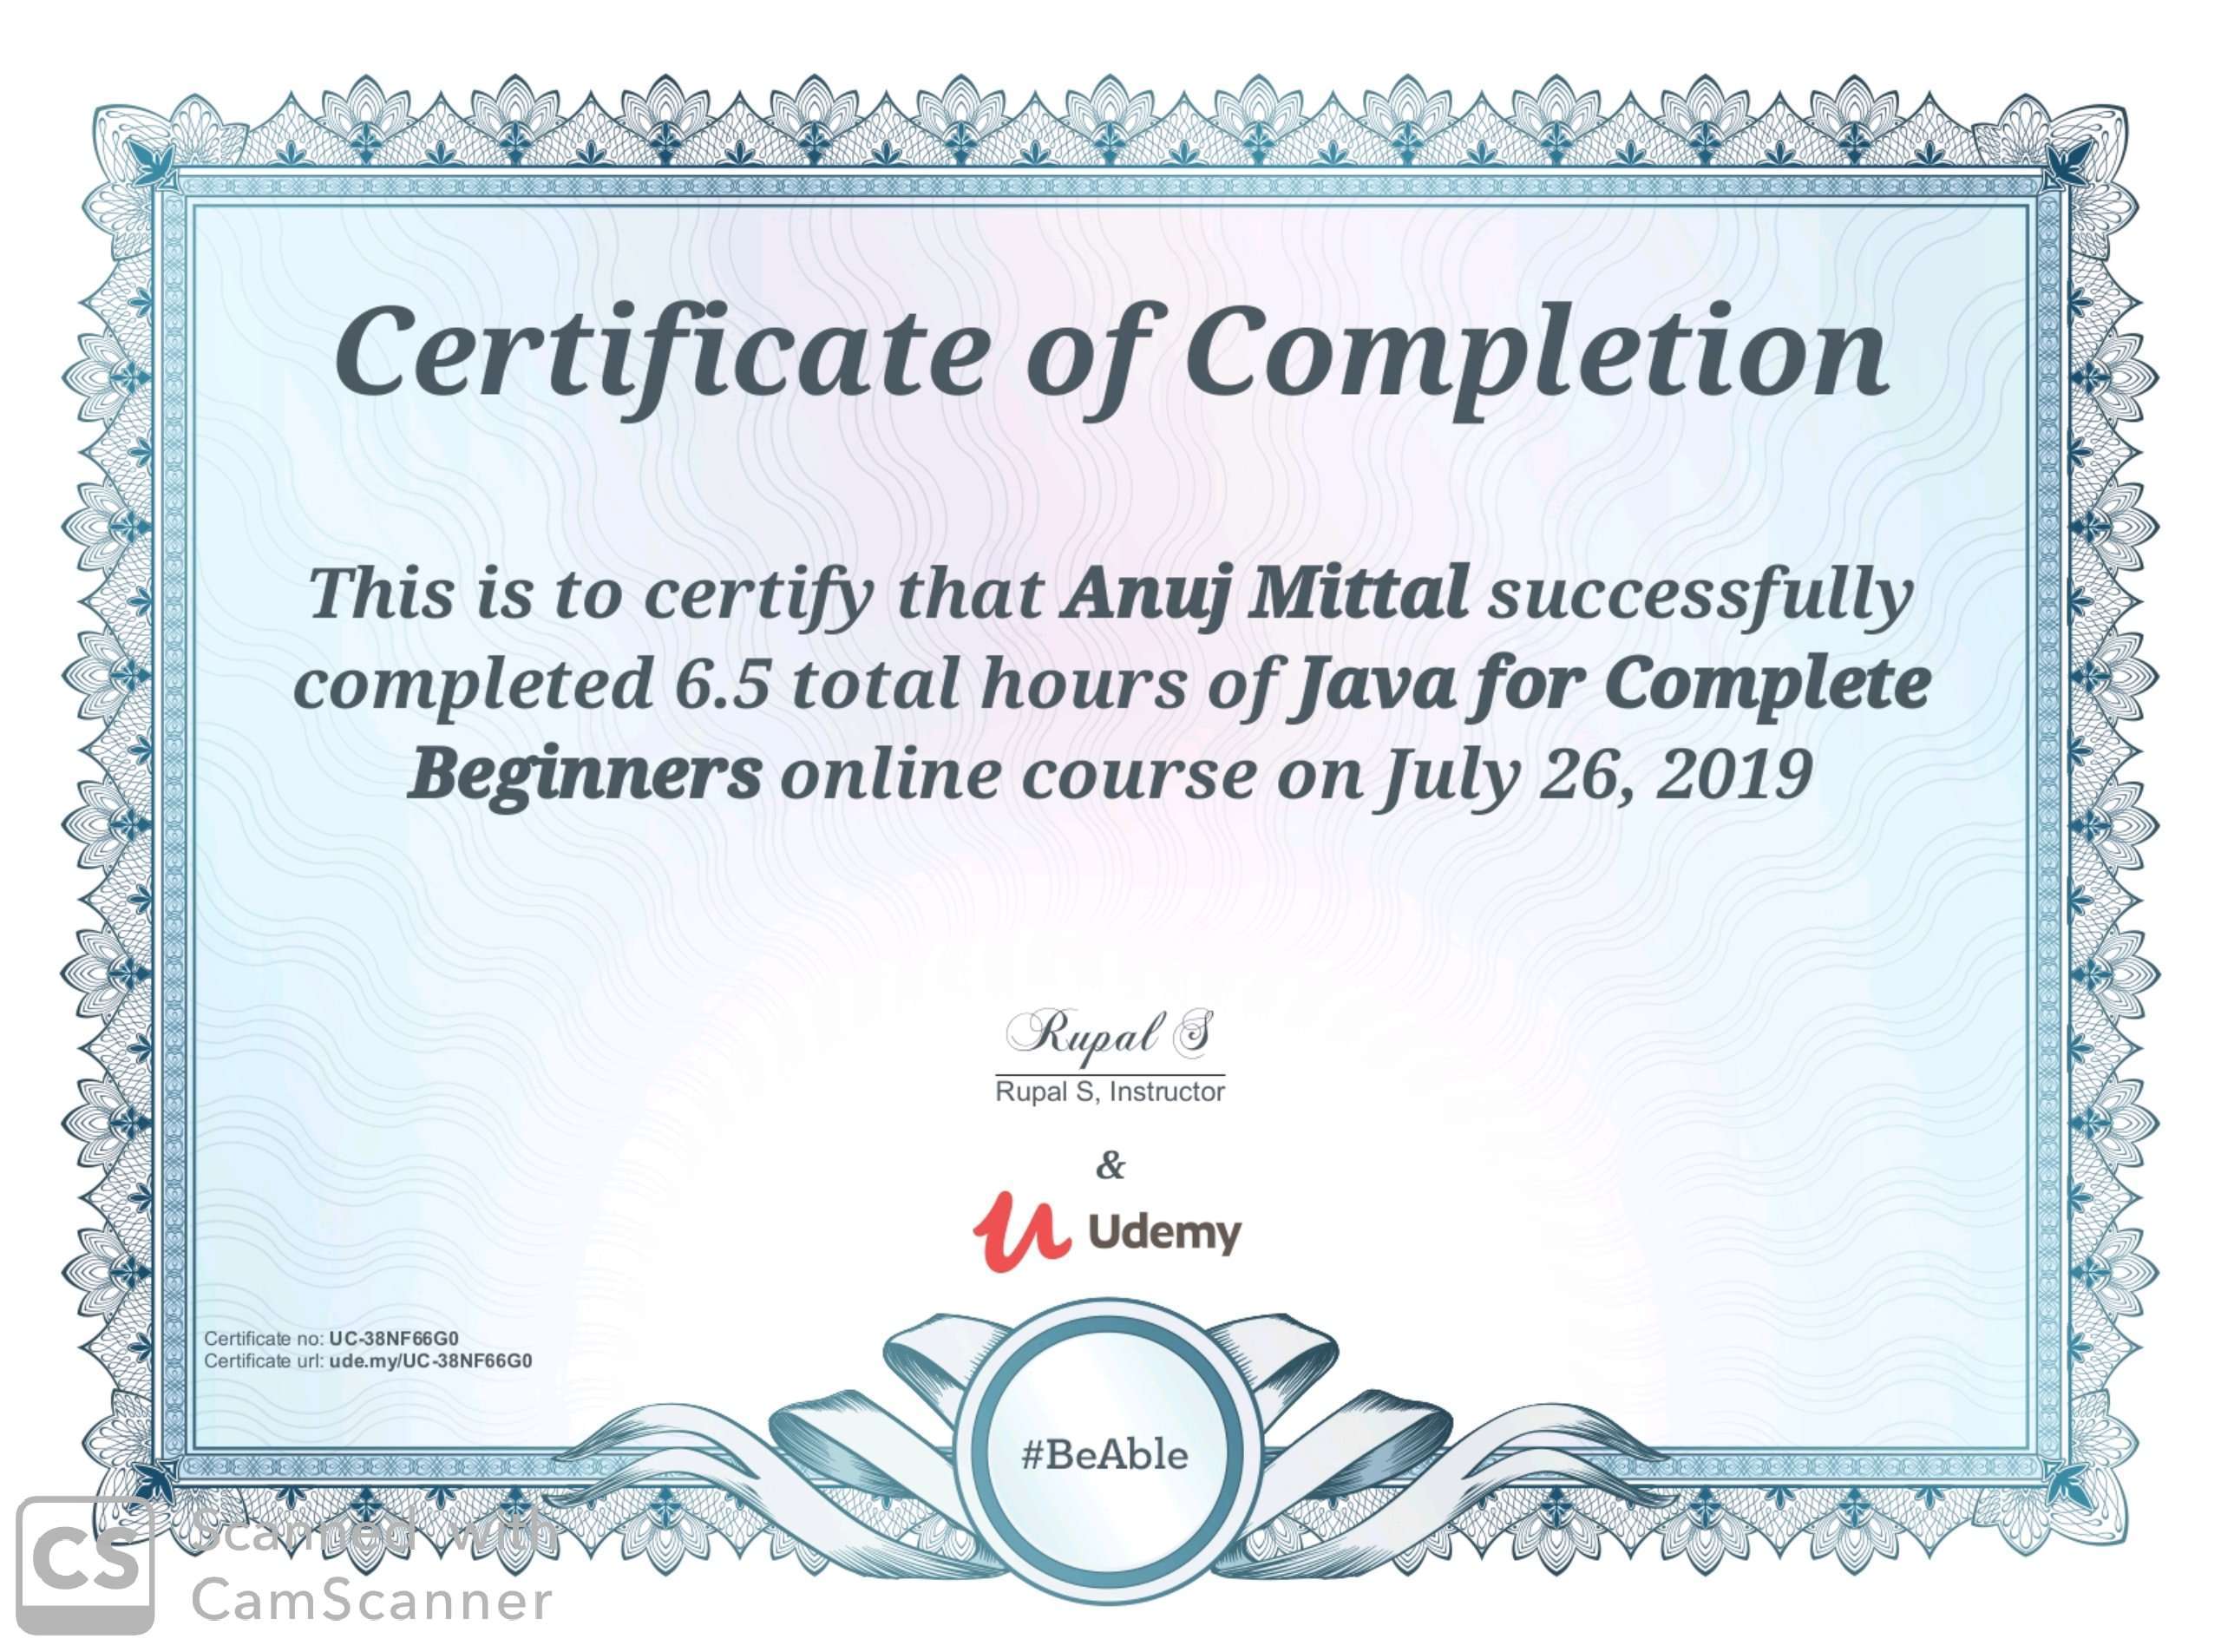 Certificate of Completion
This is to certify that Anuj Mittal successfully
completed 6.5 total hours of Java for Complete
Beginners online course on July 26, 2019
Rupal S
Rupal S, Instructor
&
Udemy
Certificate no: UC-38NF66G0
Certificate url: ude.my/UC-38NF66G0
#BeAble
CS
Scanned with
CamScanner